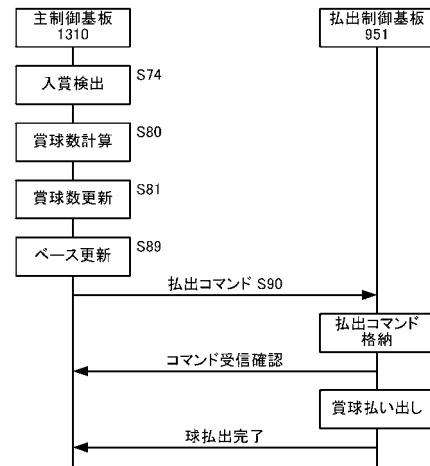 主制御基板
1310
払出制御基板
951
入賞検出
S74
賞球数計算
S80
賞球数更新
S81
ベース更新
S89
払出コマンド S90
払出コマンド
格納
コマンド受信確認
賞球払い出し
球払出完了